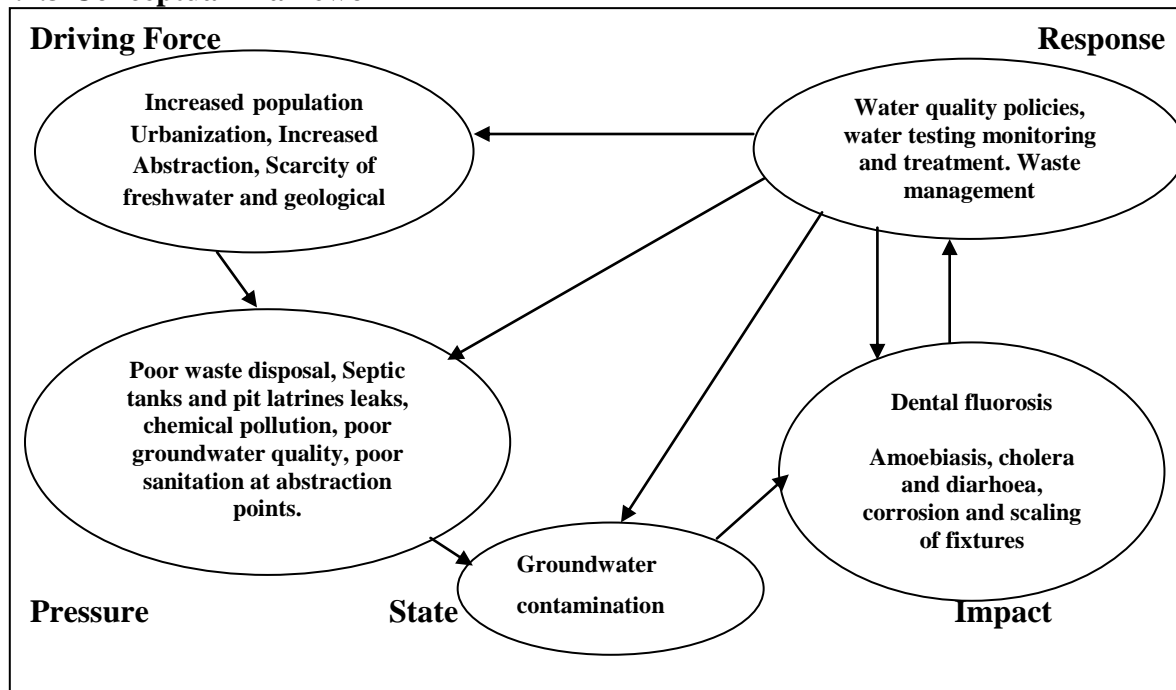 Driving Force
Response
Increased population
Urbanization, Increased
Abstraction, Scarcity of
freshwater and geological
Water quality policies,
water testing monitoring
and treatment. Waste
management
Poor waste disposal, Septic
tanks and pit latrines leaks,
chemical pollution, poor
groundwater quality, poor
sanitation at abstraction
points.
Dental fluorosis
Amoebiasis, cholera
and diarhoea,
corrosion and scaling
of fixtures
Groundwater
contamination
Pressure
State
Impact